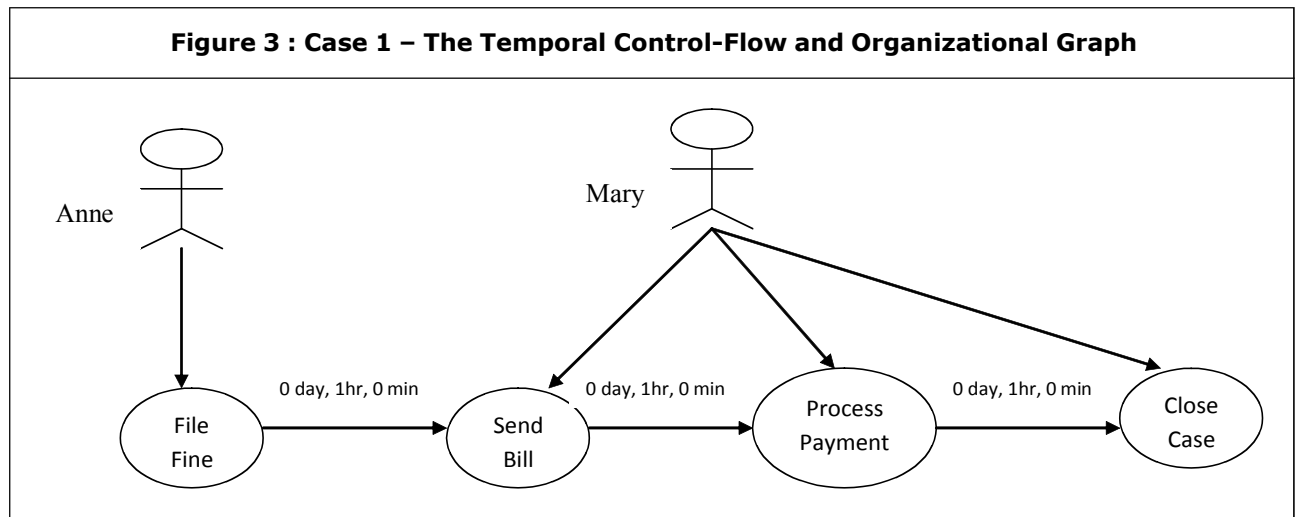 Figure 3 : Case 1 – The Temporal Control-Flow and Organizational Graph
Anne
Mary
0 day, 1hr, 0 min
0 day, 1hr, 0 min
0 day, 1hr, 0 min
File
Fine
Send
Bill
Process
Payment
Close
Case